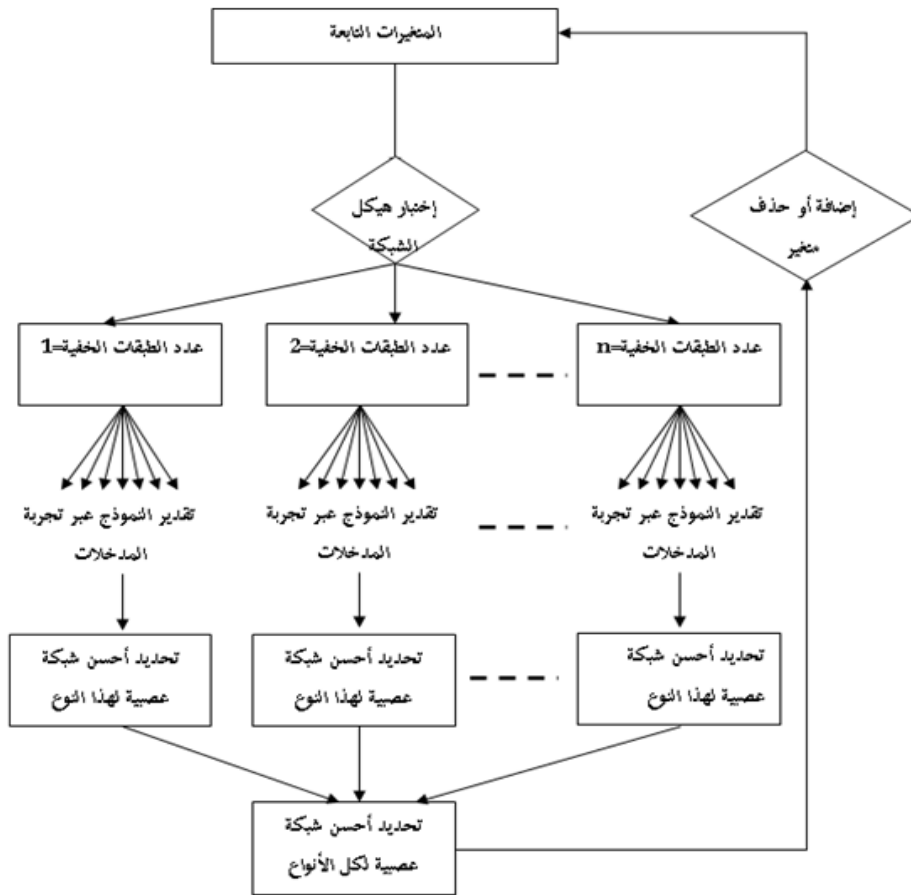 المتغيرات التابعة
إختبار هيكل
الشبكة
إضافة أو حذف
متغير
عدد الطبقات الخفية=1
عدد الطبقات الخفية=2
عدد الطبقات الخفية=n
تقدير النموذج عبر تجربة
المدخلات
تقدير النموذج عبر تجربة
المدخلات
تقدير النموذج عبر تجربة
المدخلات
تحديد أحسن شبكة
عصبية لهذا النوع
تحديد أحسن شبكة
عصبية لهذا النوع
تحديد أحسن شبكة
عصبية لهذا النوع
تحديد أحسن شبكة
عصبية لكل الأنواع